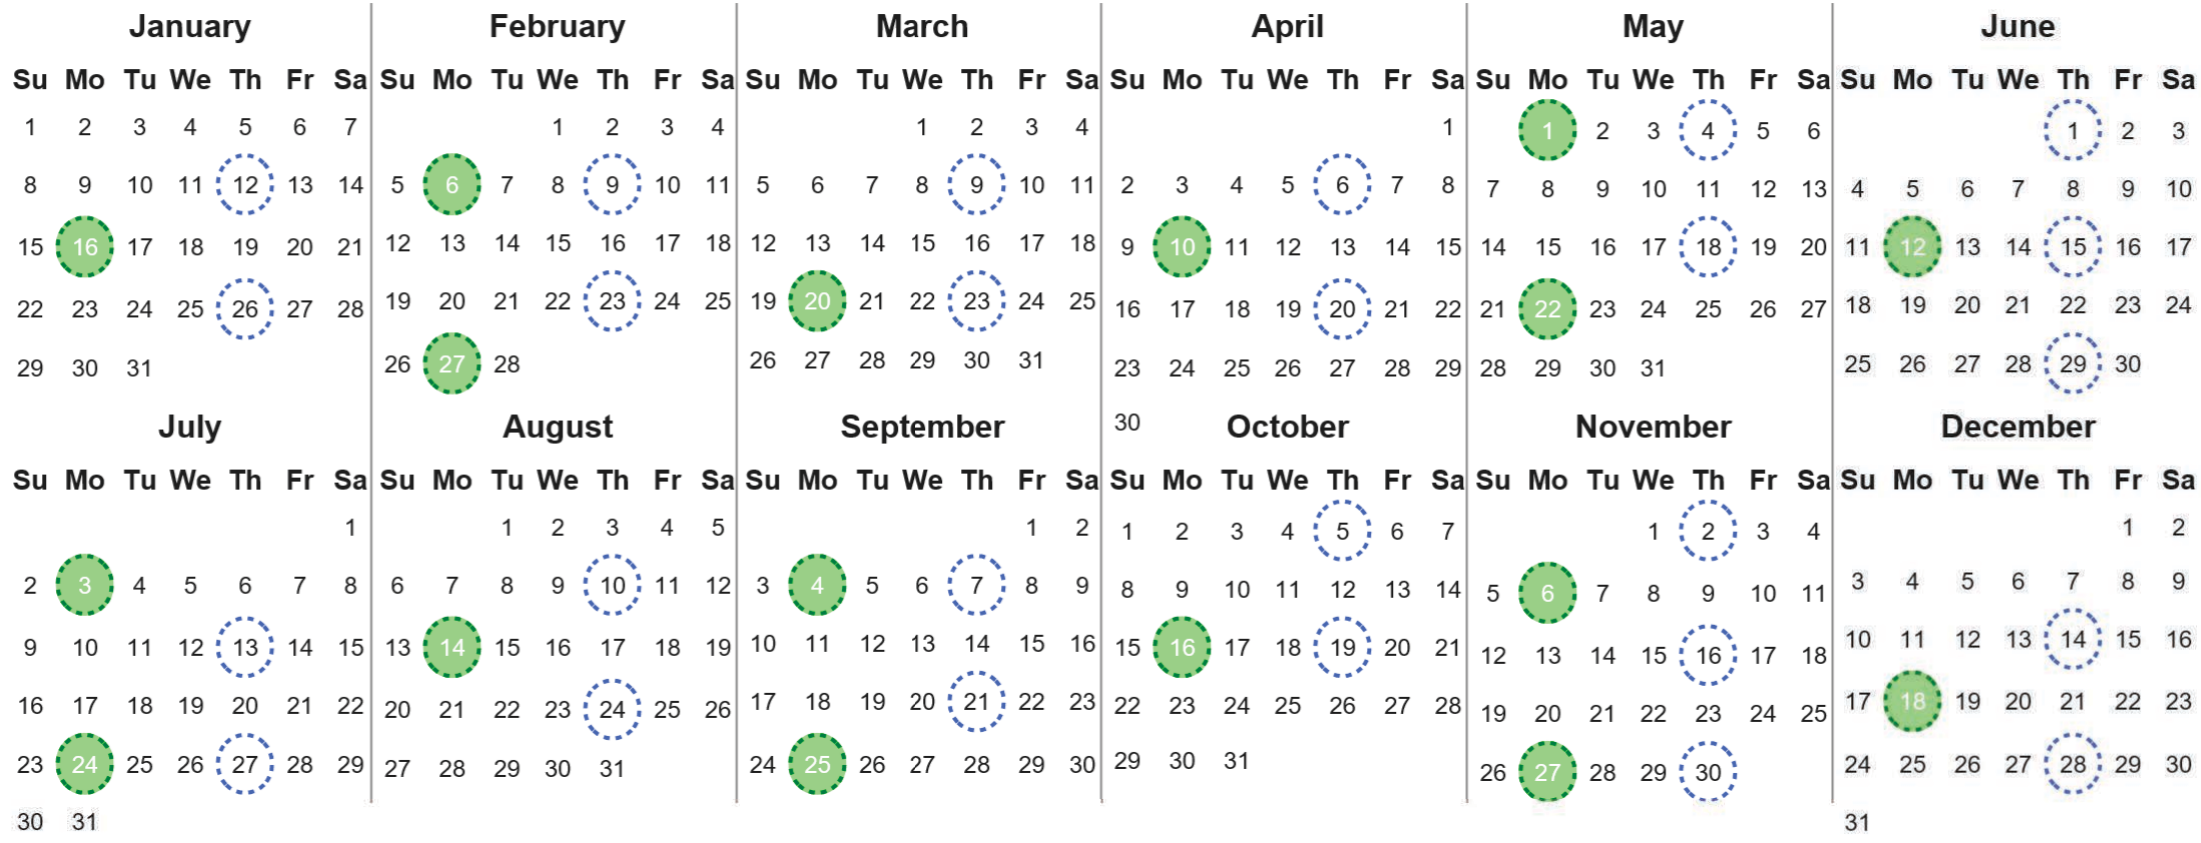 January
Su Mo Tu We Th Fr Sa
1 2 3 4 5 6 7
8 9 10 11 12 13 14
15 16 17 18 19 20 21
22 23 24 25 26 27 28
29 30 31
February
Su Mo Tu We Th Fr Sa
1 2 3 4
5 6 7 8 9 10 11
12 13 14 15 16 17 18
19 20 21 22 23 24 25
26 27 28
March
Su Mo Tu We Th Fr Sa
1 2 3 4
5 6 7 8 9 10 11
12 13 14 15 16 17 18
19 20 21 22 23 24 25
26 27 28 29 30 31
April
Su Mo Tu We Th Fr Sa
1
2 3 4 5 6 7 8
9 10 11 12 13 14 15
16 17 18 19 20 21 22
23 24 25 26 27 28 29
30
May
Su Mo Tu We Th Fr Sa
1 2 3 4 5 6
7 8 9 10 11 12 13
14 15 16 17 18 19 20
21 22 23 24 25 26 27
28 29 30 31
June
Su Mo Tu We Th Fr Sa
1 2 3
4 5 6 7 8 9 10
11 12 13 14 15 16 17
18 19 20 21 22 23 24
25 26 27 28 29 30
July
Su Mo Tu We Th Fr Sa
1
2 3 4 5 6 7 8
9 10 11 12 13 14 15
16 17 18 19 20 21 22
23 24 25 26 27 28 29
30 31
August
Su Mo Tu We Th Fr Sa
1 2 3 4 5
6 7 8 9 10 11 12
13 14 15 16 17 18 19
20 21 22 23 24 25 26
27 28 29 30 31
September
Su Mo Tu We Th Fr Sa
1 2
3 4 5 6 7 8 9
10 11 12 13 14 15 16
17 18 19 20 21 22 23
24 25 26 27 28 29 30
October
Su Mo Tu We Th Fr Sa
1 2 3 4 5 6 7
8 9 10 11 12 13 14
15 16 17 18 19 20 21
22 23 24 25 26 27 28
29 30 31
November
Su Mo Tu We Th Fr Sa
1 2 3 4
5 6 7 8 9 10 11
12 13 14 15 16 17 18
19 20 21 22 23 24 25
26 27 28 29 30
December
Su Mo Tu We Th Fr Sa
1 2
3 4 5 6 7 8 9
10 11 12 13 14 15 16
17 18 19 20 21 22 23
24 25 26 27 28 29 30
31